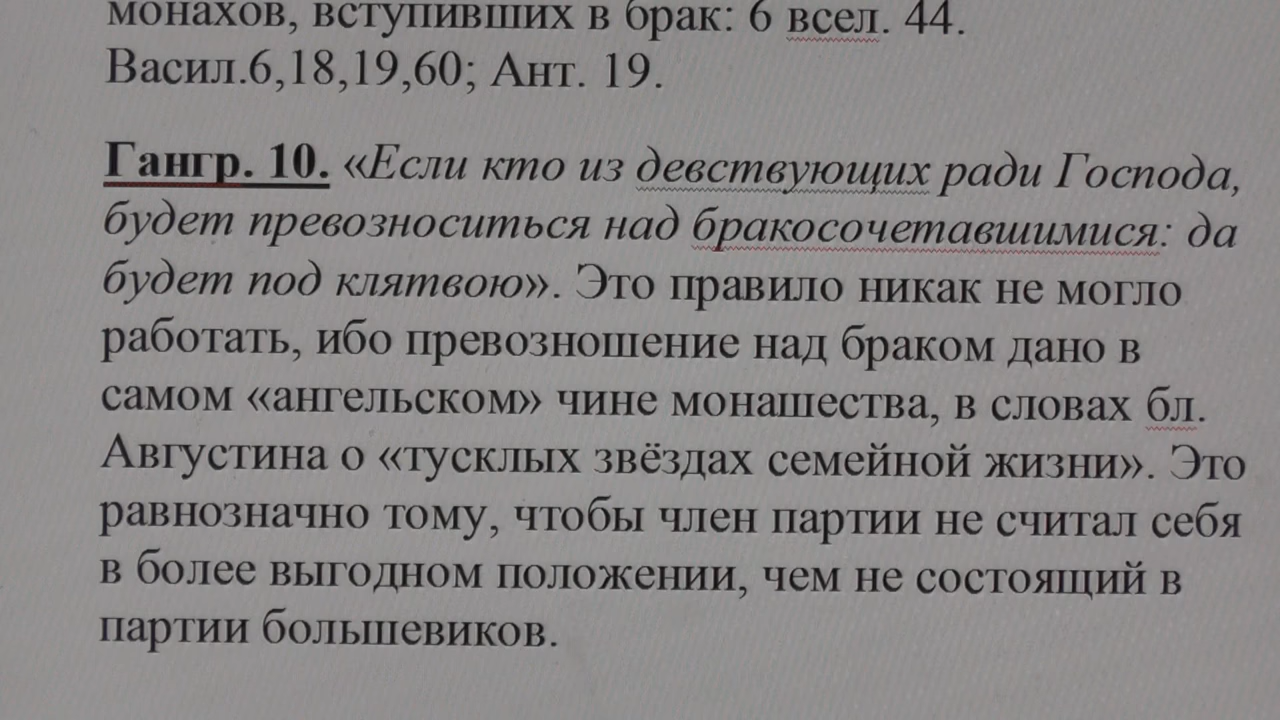 монахов, вступивших в брак: 6 всел. 44.
Васил.6,18,19,60; Ант. 19.
Гангр. 10. «Если кто из девствующих ради Господа,
будет превозноситься над бракосочетавшимися: да
будет под клятвою». Это правило никак не могло
работать, ибо превозношение над браком дано в
самом «ангельском» чине монашества, в словах бл.
Августина о «тусклых звёздах семейной жизни». Это
равнозначно тому, чтобы член партии не считал себя
в более выгодном положении, чем не состоящий в
партии большевиков.